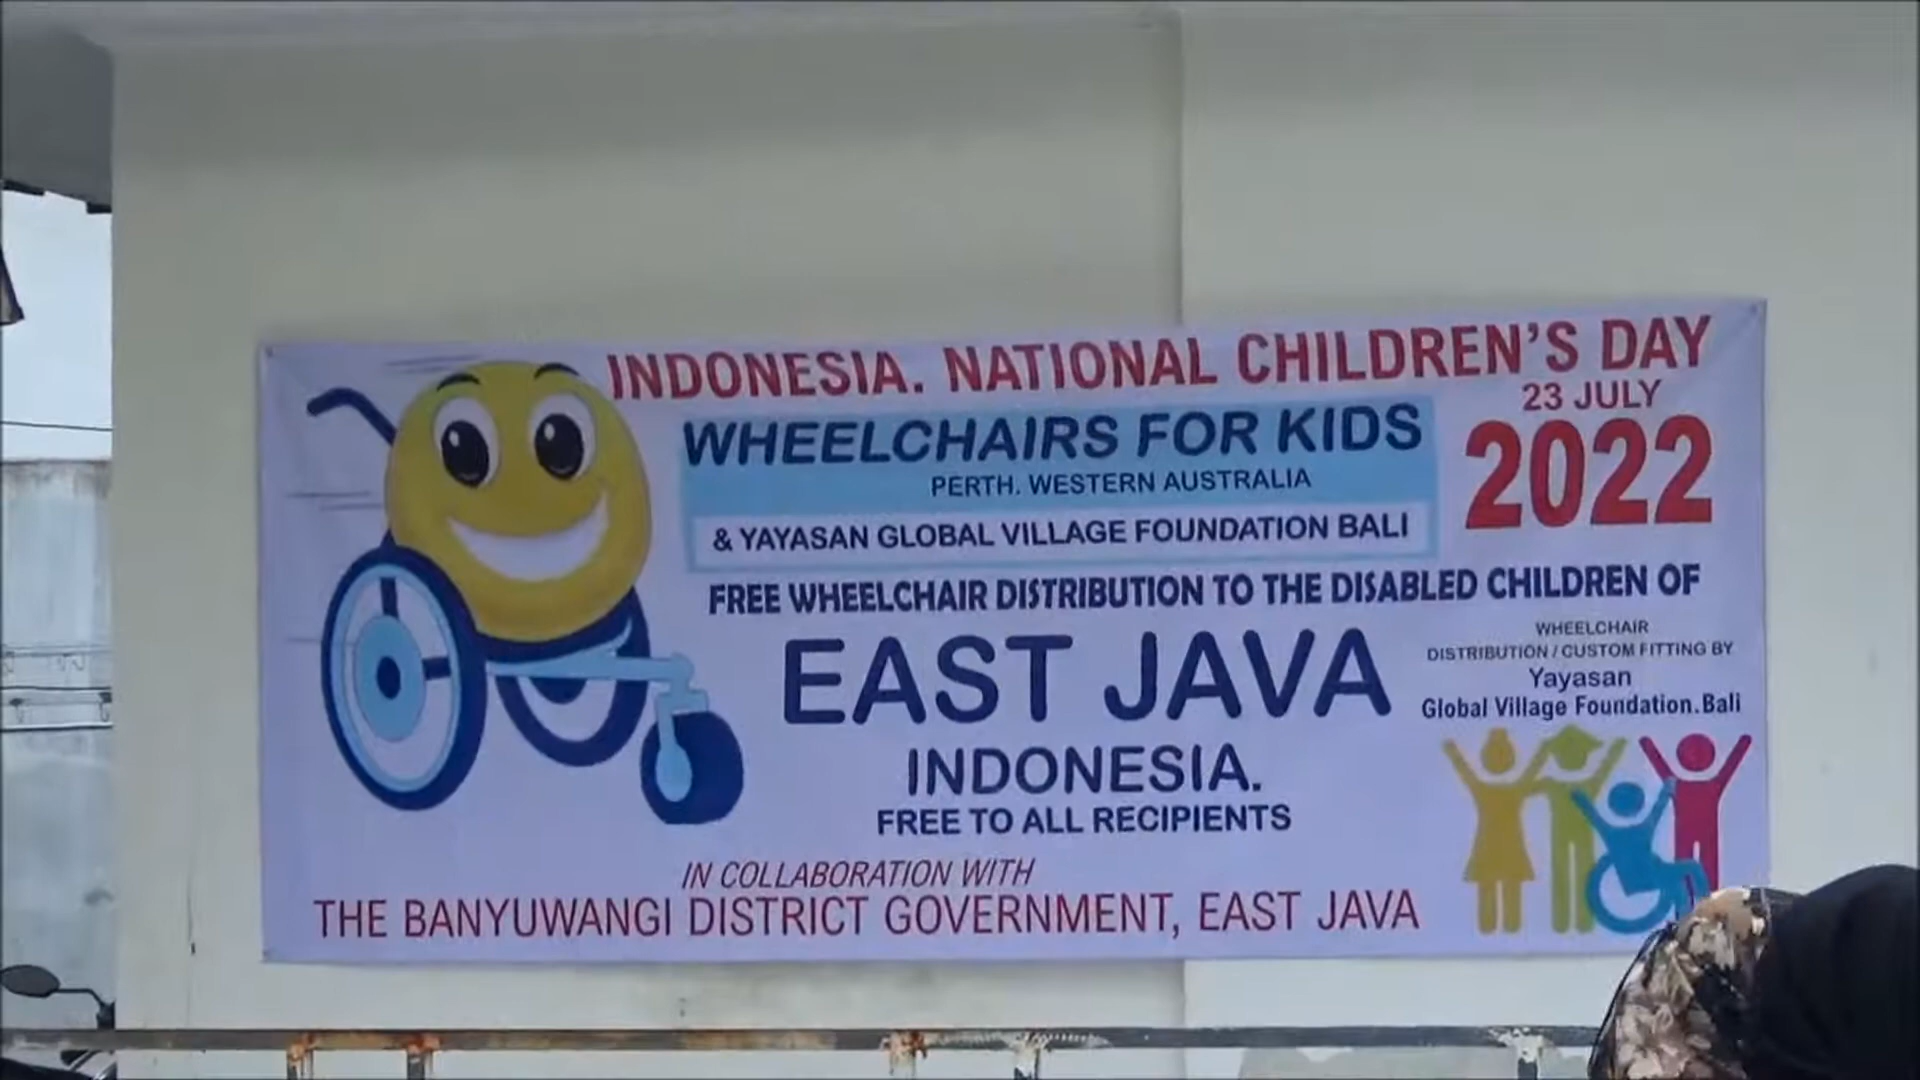 INDONESIA. NATIONAL CHILDREN'S DAY
23 JULY
2022
WHEELCHAIRS FOR KIDS
PERTH. WESTERN AUSTRALIA
& YAYASAN GLOBAL VILLAGE FOUNDATION BALI
FREE WHEELCHAIR DISTRIBUTION TO THE DISABLED CHILDREN OF
EAST JAVA
INDONESIA.
FREE TO ALL RECIPIENTS
WHEELCHAIR
DISTRIBUTION / CUSTOM FITTING BY
Yayasan
Global Village Foundation.Bali
IN COLLABORATION WITH
THE BANYUWANGI DISTRICT GOVERNMENT, EAST JAVA